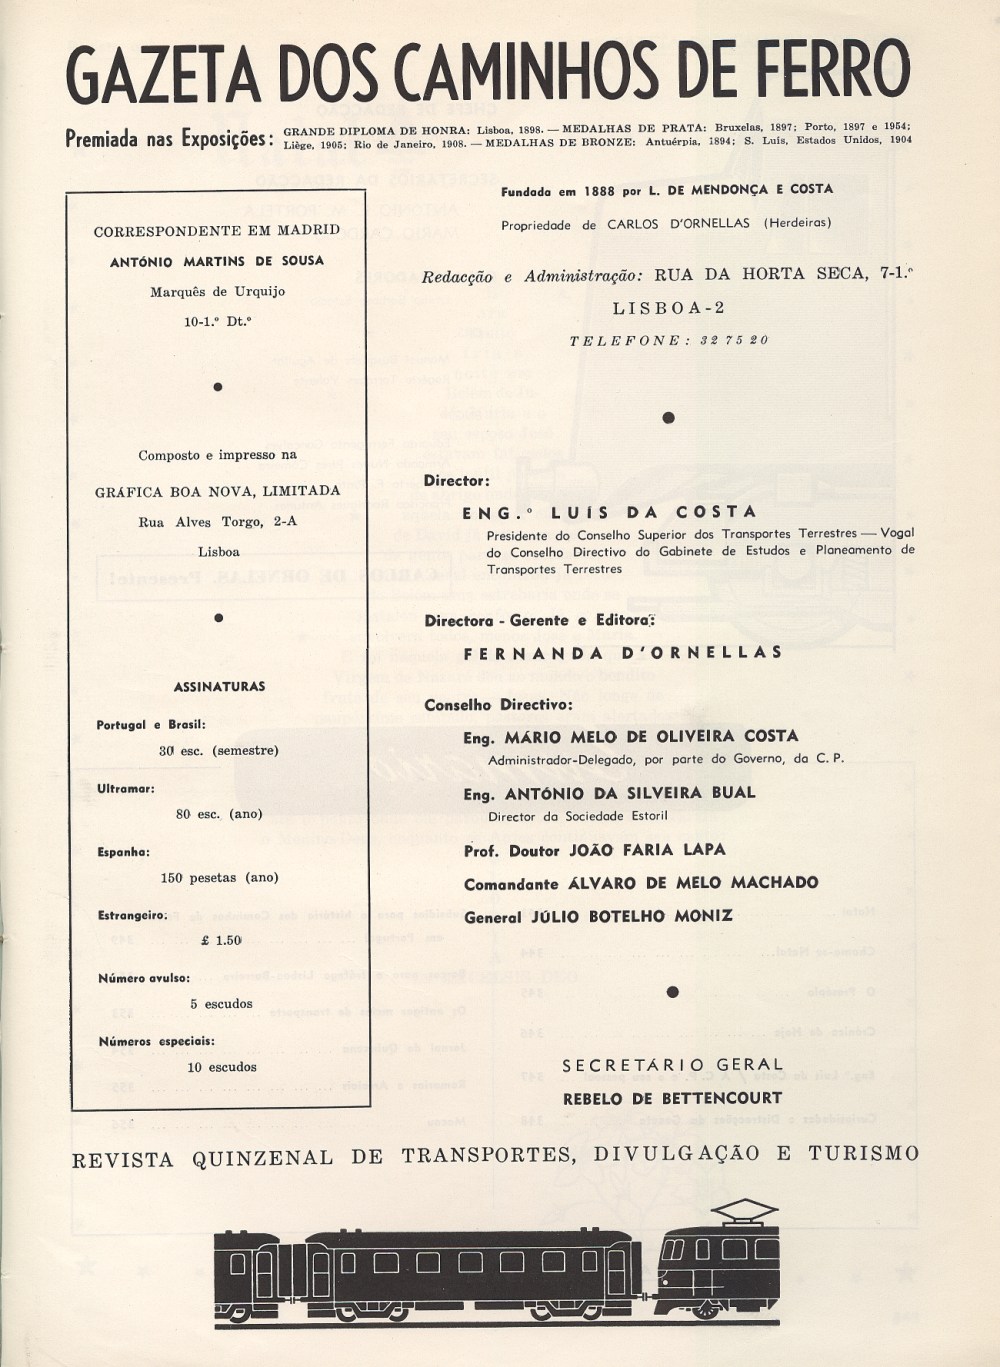 GAZETA DOS CAMINHOS DE FERRO
Premiada nas Exposições: GRANDE DIPLOMA DE HONRA: Lisboa, 1898. — MEDALHAS DE PRATA: Bruxelas, 1897; Porto, 1897 e 1954;
Liège, 1905; Rio de Janeiro, 1908. — MEDALHAS DE BRONZE: Antuérpia, 1894; S. Luís, Estados Unidos, 1904
CORRESPONDENTE EM MADRID
ANTÓNIO MARTINS DE SOUSA
Marquês de Urquijo
10-1.º Dt.º
Composto e impresso na
GRÁFICA BOA NOVA, LIMITADA
Rua Alves Torgo, 2-A
Lisboa
ASSINATURAS
Portugal e Brasil:
30 esc. (semestre)
Ultramar:
80 esc. (ano)
Espanha:
150 pesetas (ano)
Estrangeiro:
£ 1.50
Número avulso:
5 escudos
Números especiais:
10 escudos
Fundada em 1888 por L. DE MENDONÇA E COSTA
Propriedade de CARLOS D'ORNELLAS (Herdeiras)
Redacção e Administração: RUA DA HORTA SECA, 7-1.º
LISBOA-2
TELEFONE: 32 75 20
Director:
ENG.º LUÍS DA COSTA
Presidente do Conselho Superior dos Transportes Terrestres — Vogal
do Conselho Directivo do Gabinete de Estudos e Planeamento de
Transportes Terrestres
Directora - Gerente e Editora:
FERNANDA D'ORNELLAS
Conselho Directivo:
Eng. MÁRIO MELO DE OLIVEIRA COSTA
Administrador-Delegado, por parte do Governo, da C. P.
Eng. ANTÓNIO DA SILVEIRA BUAL
Director da Sociedade Estoril
Prof. Doutor JOÃO FARIA LAPA
Comandante ÁLVARO DE MELO MACHADO
General JÚLIO BOTELHO MONIZ
SECRETÁRIO GERAL
REBELO DE BETTENCOURT
REVISTA QUINZENAL DE TRANSPORTES, DIVULGAÇÃO E TURISMO